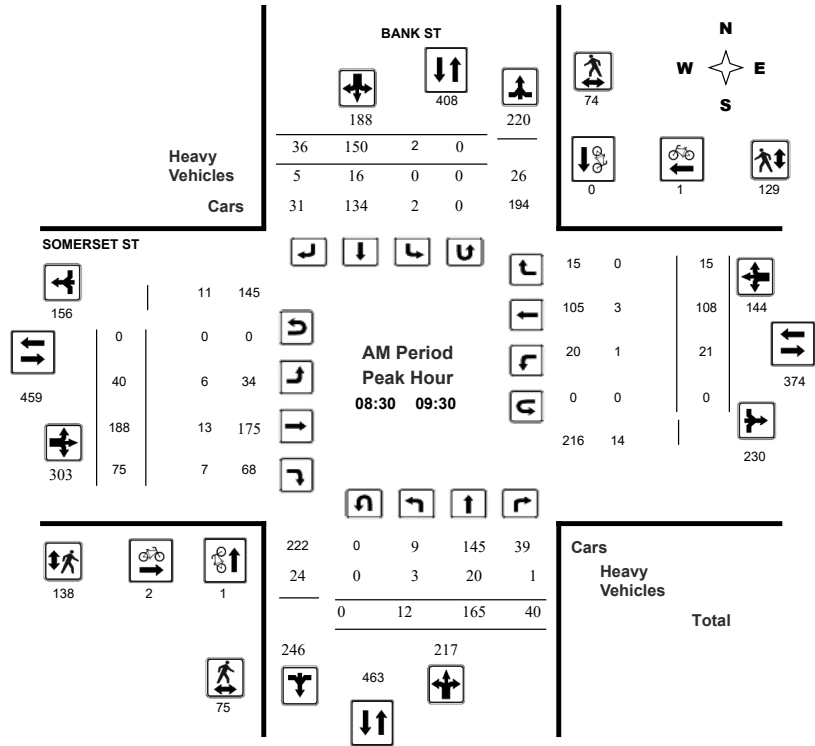 BANK ST
N
W E
S
408
74
188 220
36 150 2 0
Heavy
Vehicles
5 16 0 0 26
Cars
31 134 2 0 194
0 1 129
SOMERSET ST
156
11 145
15 0 15
144
0 0 0
105 3 108
AM Period
Peak Hour
08:30 09:30
459
40 6 34
20 1 21
374
188 13 175
0 0 0
303
75 7 68
216 14
230
222 0 9 145 39
Cars
24 0 3 20 1
Heavy
Vehicles
138 2 1
0 12 165 40
Total
246 217
463
75